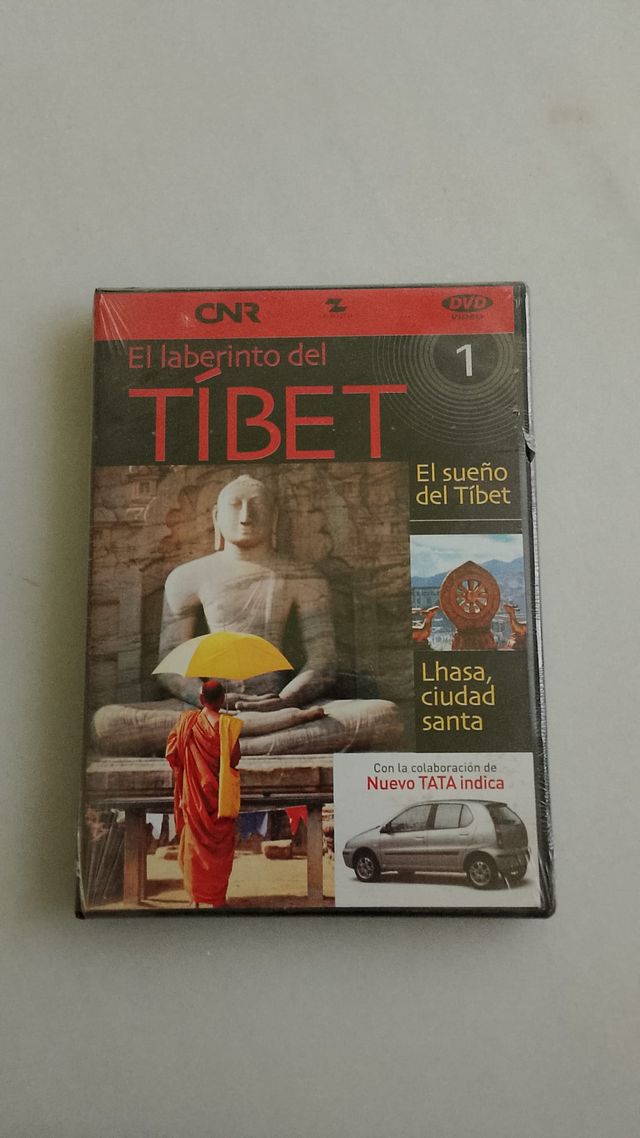 CNR
Z
DVD
VIDEO
El laberinto del
TÍBET
1
El sueño
del Tíbet
Lhasa,
ciudad
santa
Con la colaboración de
Nuevo TATA indica